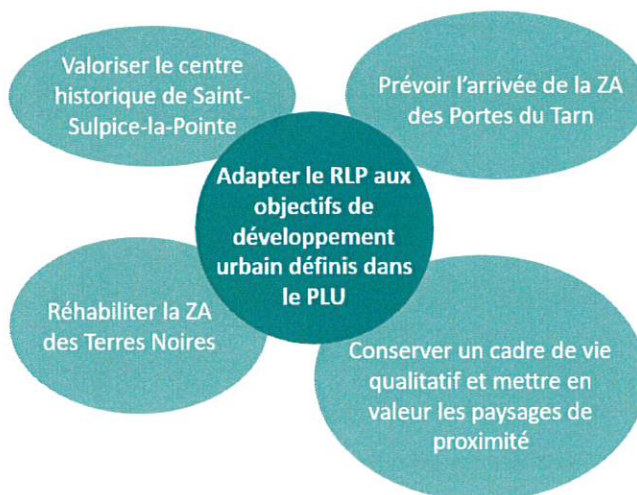 Valoriser le centre
historique de Saint-
Sulpice-la-Pointe
Prévoir l'arrivée de la ZA
des Portes du Tarn
Adapter le RLP aux
objectifs de
développement
urbain définis dans
le PLU
Réhabiliter la ZA
des Terres Noires
Conserver un cadre de vie
qualitatif et mettre en
valeur les paysages de
proximité